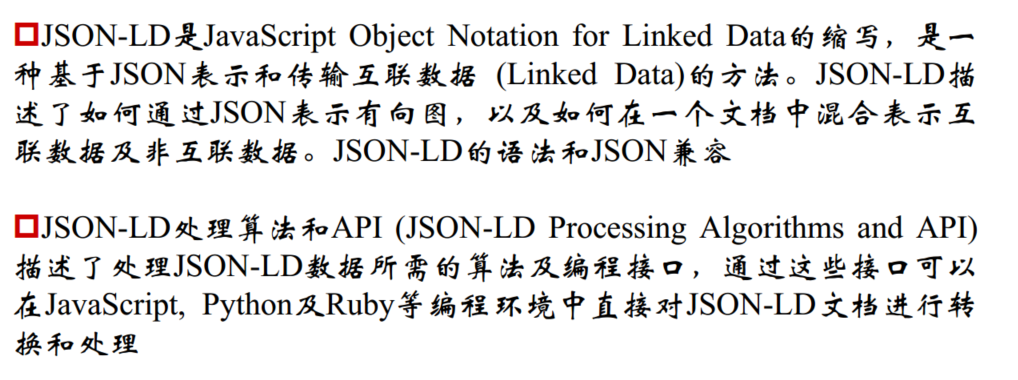 JSON-LD是JavaScript Object Notation for Linked Data的缩写，是一
种基于JSON表示和传输互联数据 (Linked Data)的方法。JSON-LD描
述了如何通过JSON表示有向图，以及如何在一个文档中混合表示互
联数据及非互联数据。JSON-LD的语法和JSON兼容
JSON-LD处理算法和API (JSON-LD Processing Algorithms and API)
描述了处理JSON-LD数据所需的算法及编程接口，通过这些接口可以
在JavaScript, Python及Ruby等编程环境中直接对JSON-LD文档进行转
换和处理